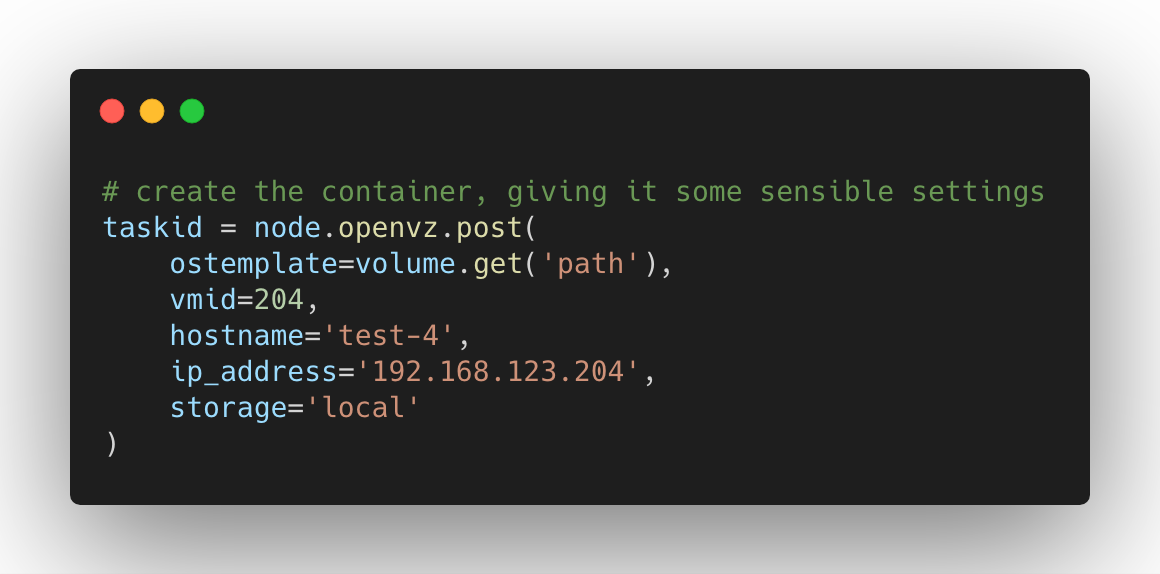 # create the container, giving it some sensible settings
taskid = node.openvz.post(
    ostemplate=volume.get('path'),
    vmid=204,
    hostname='test-4',
    ip_address='192.168.123.204',
    storage='local'
)